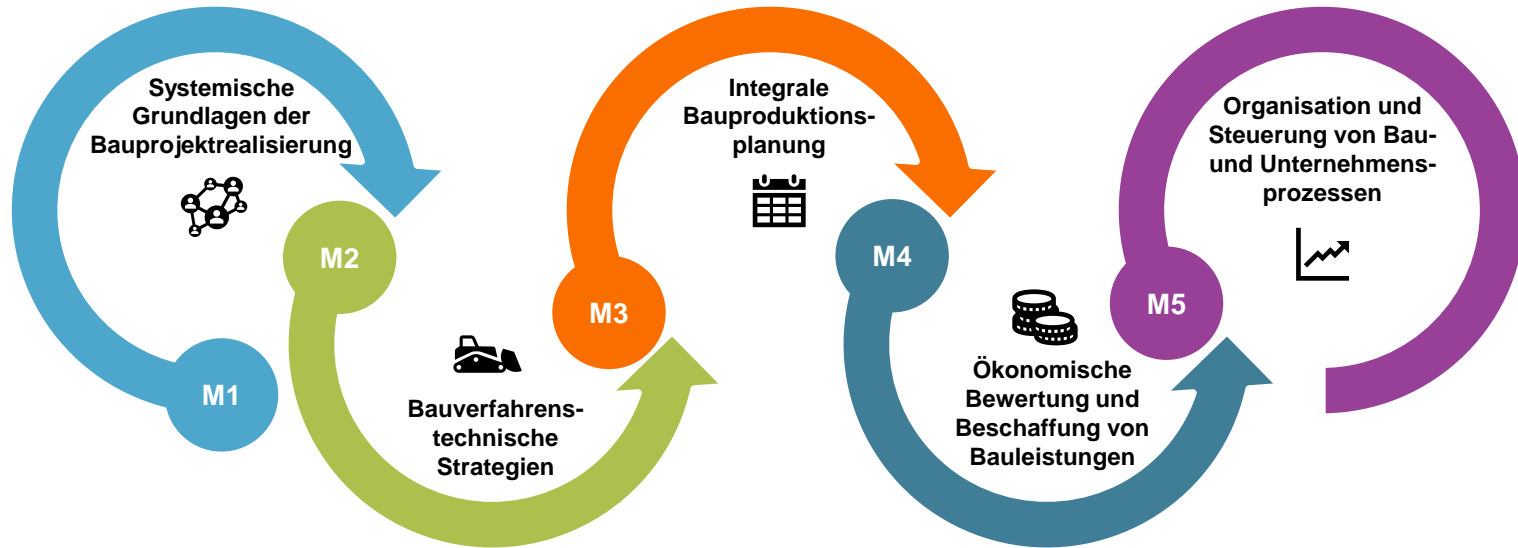 M1
Systemische
Grundlagen der
Bauprojektrealisierung
M2
Bauverfahrens-
technische
Strategien
M3
Integrale
Bauproduktions-
planung
M4
Ökonomische
Bewertung und
Beschaffung von
Bauleistungen
M5
Organisation und
Steuerung von Bau-
und Unternehmens-
prozessen